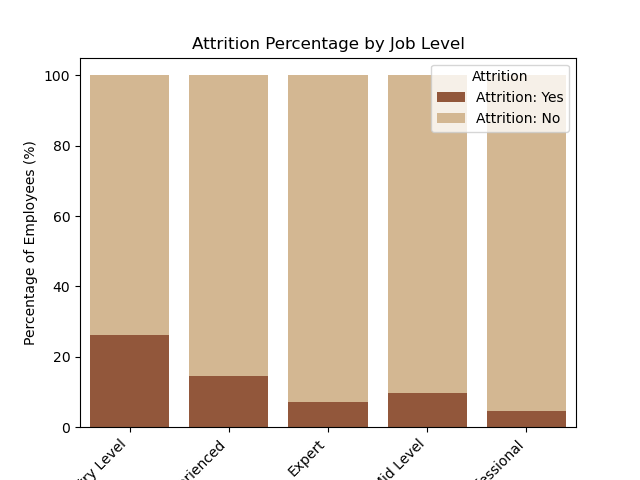 Attrition Percentage by Job Level
Percentage of Employees (%)
100
80
60
40
20
0
Attrition
Attrition: Yes
Attrition: No
ry Level
rienced
Expert
Mid Level
essional